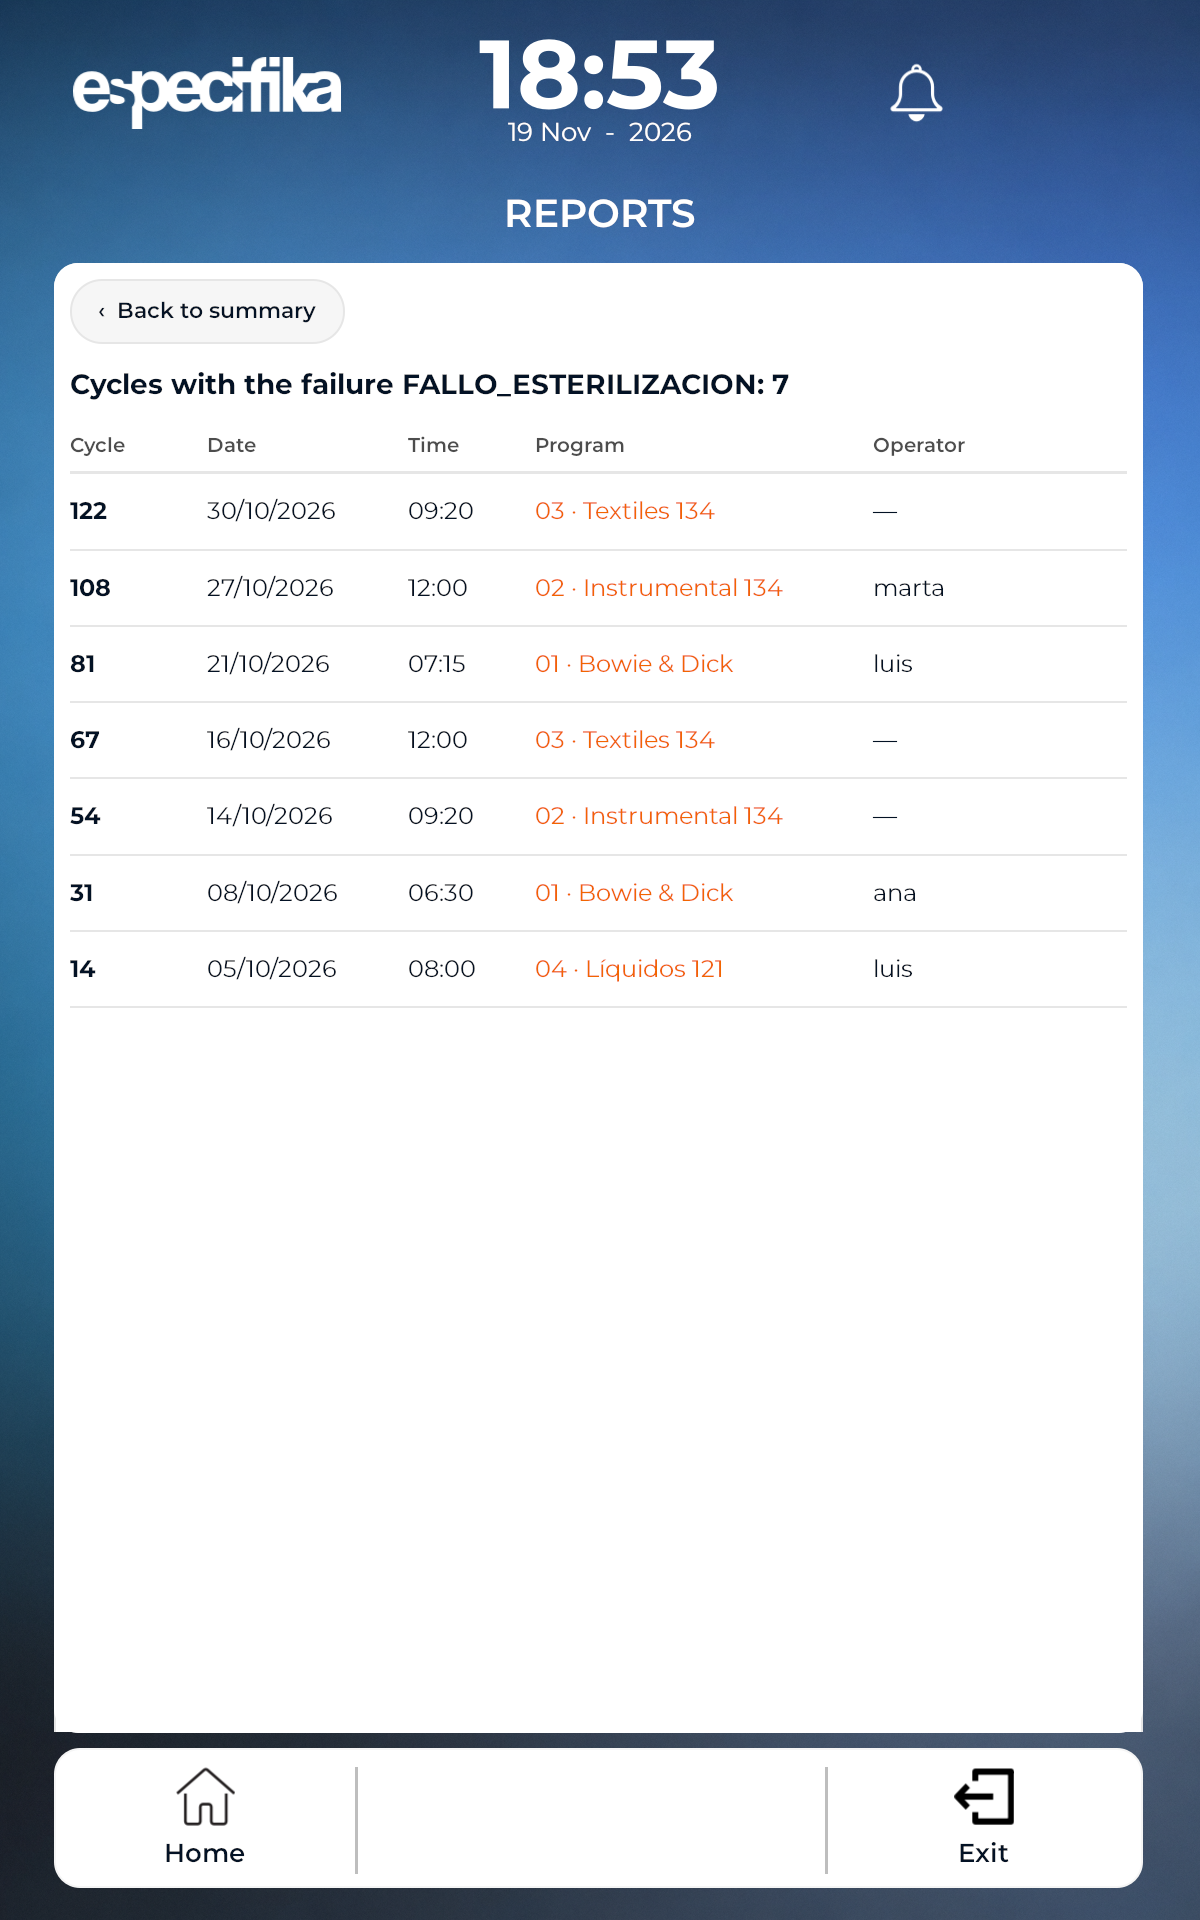 especifika
18:53
19 Nov - 2026
REPORTS
‹ Back to summary
Cycles with the failure FALLO_ESTERILIZACION: 7
Cycle Date Time Program Operator
122 30/10/2026 09:20 03 · Textiles 134 —
108 27/10/2026 12:00 02 · Instrumental 134 marta
81 21/10/2026 07:15 01 · Bowie & Dick luis
67 16/10/2026 12:00 03 · Textiles 134 —
54 14/10/2026 09:20 02 · Instrumental 134 —
31 08/10/2026 06:30 01 · Bowie & Dick ana
14 05/10/2026 08:00 04 · Líquidos 121 luis
Home Exit